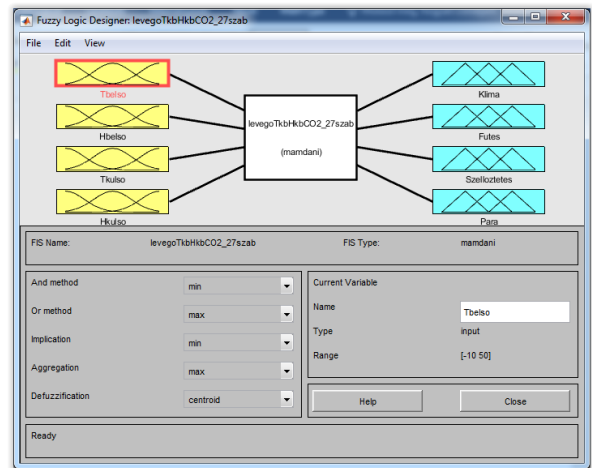 Fuzzy Logic Designer: levegoTkbHkbCO2_27szab
File Edit View
Tbelso
Hbelso
Tkulso
Hkulso
levegoTkbHkbCO2_27szab
(mamdani)
Klima
Futes
Szelloztetes
Para
FIS Name: levegoTkbHkbCO2_27szab FIS Type: mamdani
And method min
Or method max
Implication min
Aggregation max
Defuzzification centroid
Current Variable
Name Tbelso
Type input
Range [-10 50]
Help Close
Ready